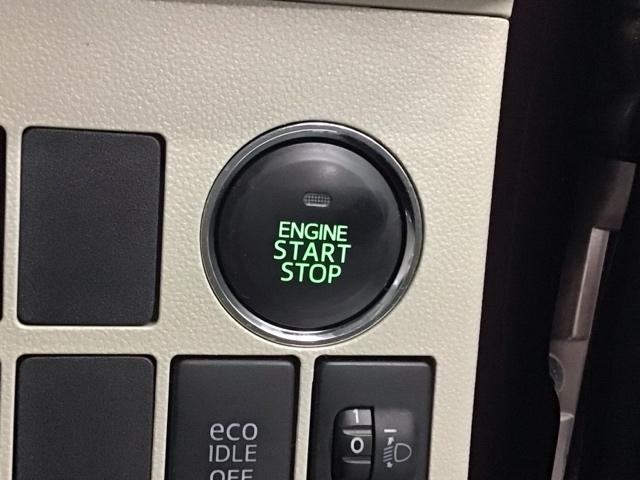 ENGINE
START
STOP
eco
IDLE
OFF
1
0